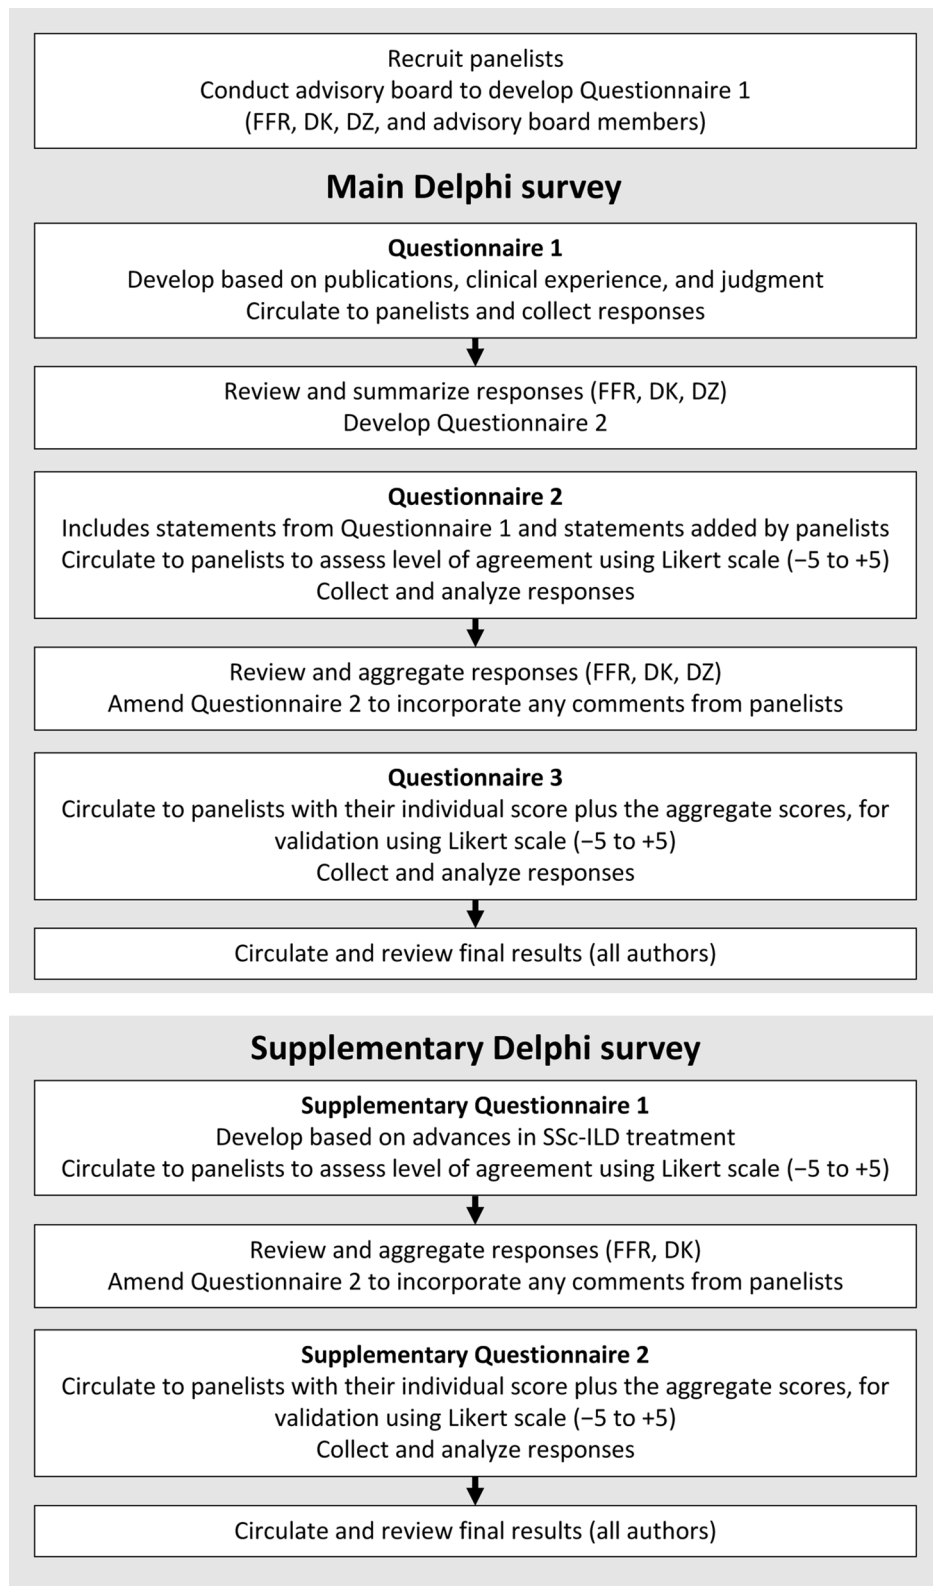 Recruit panelists
Conduct advisory board to develop Questionnaire 1
(FFR, DK, DZ, and advisory board members)
Main Delphi survey
Questionnaire 1
Develop based on publications, clinical experience, and judgment
Circulate to panelists and collect responses
Review and summarize responses (FFR, DK, DZ)
Develop Questionnaire 2
Questionnaire 2
Includes statements from Questionnaire 1 and statements added by panelists
Circulate to panelists to assess level of agreement using Likert scale (−5 to +5)
Collect and analyze responses
Review and aggregate responses (FFR, DK, DZ)
Amend Questionnaire 2 to incorporate any comments from panelists
Questionnaire 3
Circulate to panelists with their individual score plus the aggregate scores, for
validation using Likert scale (−5 to +5)
Collect and analyze responses
Circulate and review final results (all authors)
Supplementary Delphi survey
Supplementary Questionnaire 1
Develop based on advances in SSc-ILD treatment
Circulate to panelists to assess level of agreement using Likert scale (−5 to +5)
Review and aggregate responses (FFR, DK)
Amend Questionnaire 2 to incorporate any comments from panelists
Supplementary Questionnaire 2
Circulate to panelists with their individual score plus the aggregate scores, for
validation using Likert scale (−5 to +5)
Collect and analyze responses
Circulate and review final results (all authors)